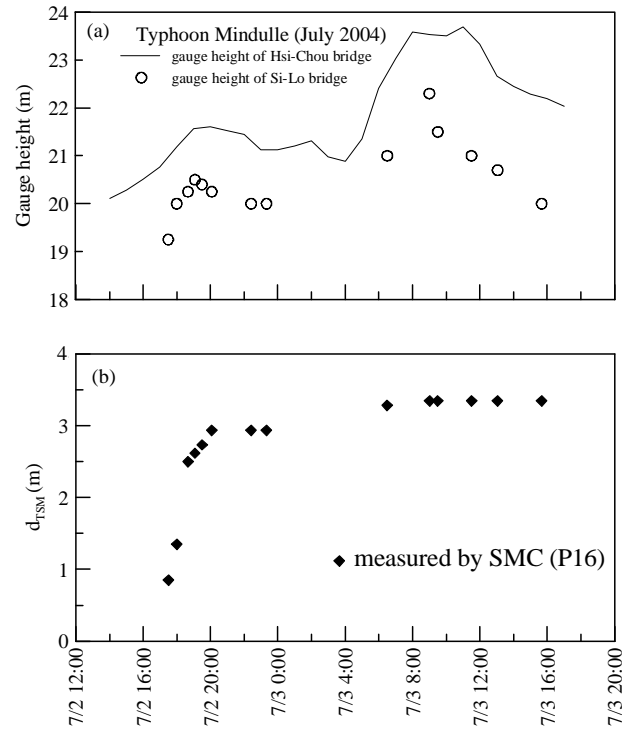 24
(a)
Typhoon Mindulle (July 2004)
23
gauge height of Hsi-Chou bridge
gauge height of Si-Lo bridge
22
21
20
19
18
Gauge height (m)
4
(b)
3
2
measured by SMC (P16)
1
0
d_TSM (m)
7/2 12:00
7/2 16:00
7/2 20:00
7/3 0:00
7/3 4:00
7/3 8:00
7/3 12:00
7/3 16:00
7/3 20:00